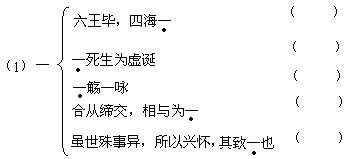 (1) 一
六王毕，四海一 (　　)
一死生为虚诞 (　　)
一觞一咏 (　　)
合从缔交，相与为一 (　　)
虽世殊事异，所以兴怀，其致一也 (　　)